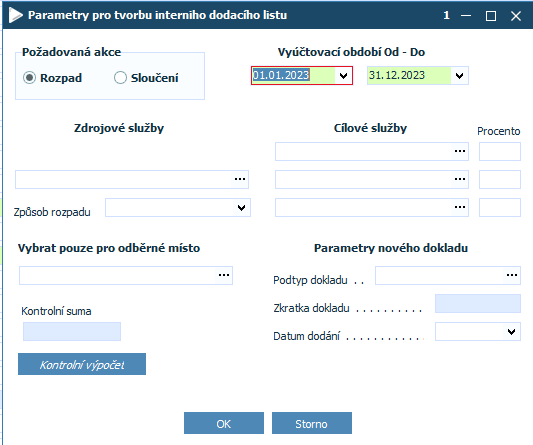 Parametry pro tvorbu interního dodacího listu
1
Požadovaná akce
Rozpad
Sloučení
Vyúčtovací období Od - Do
01.01.2023
31.12.2023
Zdrojové služby
Cílové služby
Procento
Způsob rozpadu
Vybrat pouze pro odběrné místo
Parametry nového dokladu
Podtyp dokladu . .
Zkratka dokladu . . . . . . . . . .
Kontrolní suma
Datum dodání . . . . . . . . . . . .
Kontrolní výpočet
OK
Storno